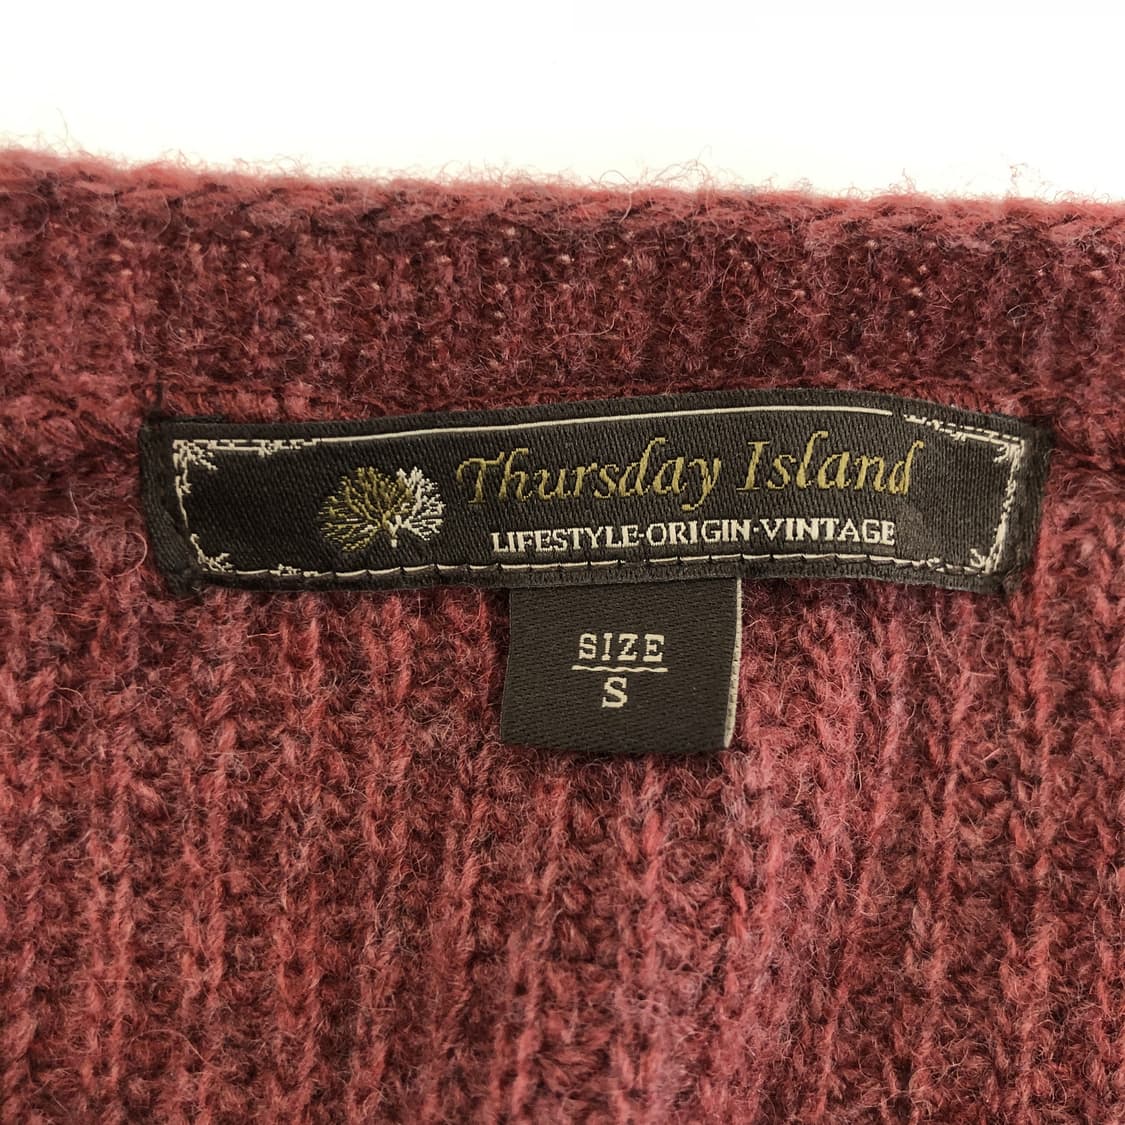 Thursday Island
LIFESTYLE·ORIGIN·VINTAGE
SIZE
S